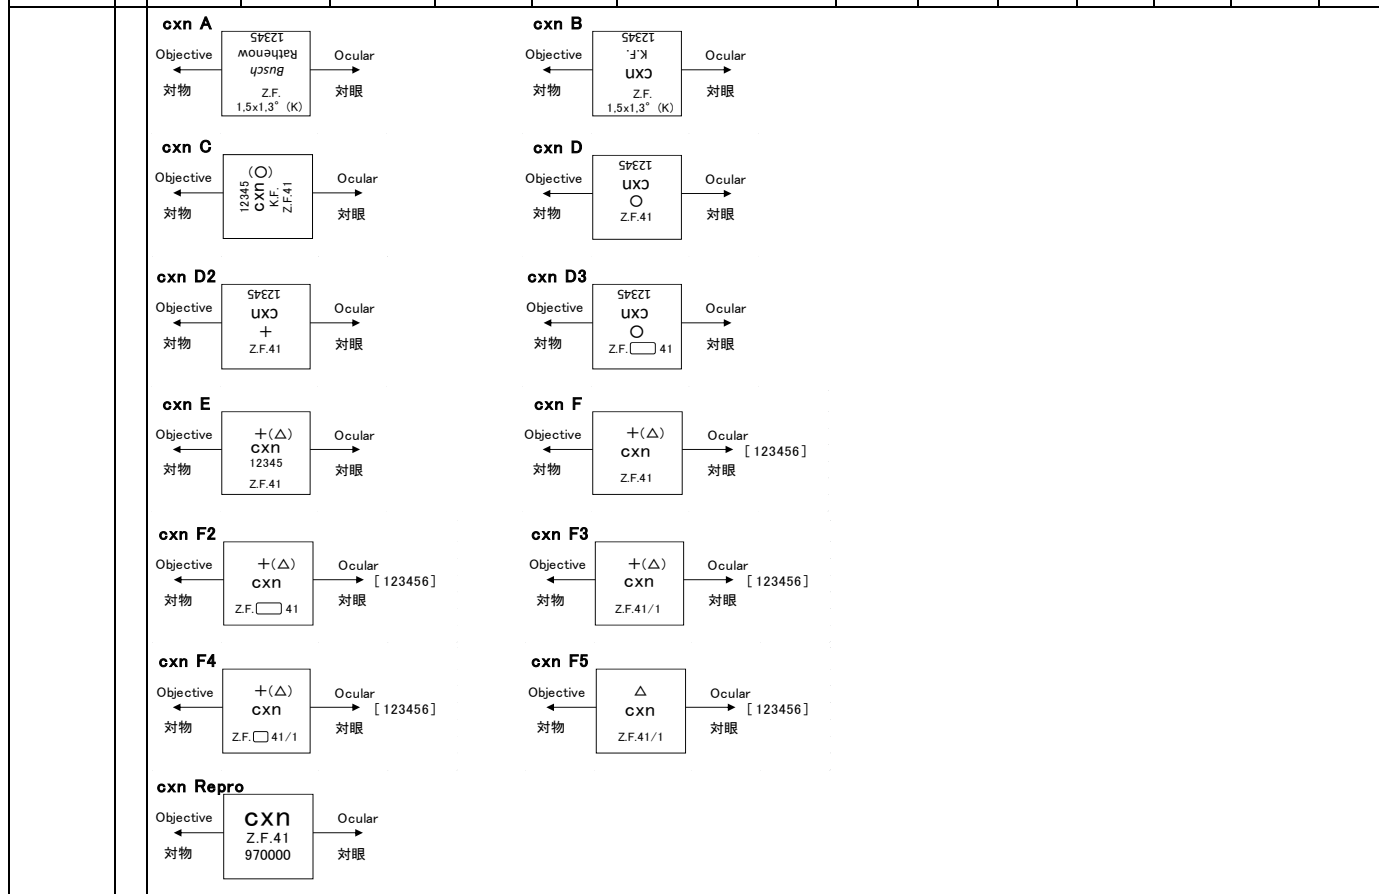 cxn A
Objective
対物
12345
Rathenow
Busch
Z.F.
1,5x1,3°(K)
Ocular
対眼
cxn B
Objective
対物
12345
K.F.
cxn
Z.F.
1,5x1,3°(K)
Ocular
対眼
cxn C
Objective
対物
(○)
12345
cxn
K.F.
Z.F.41
Ocular
対眼
cxn D
Objective
対物
12345
cxn
○
Z.F.41
Ocular
対眼
cxn D2
Objective
対物
12345
cxn
+
Z.F.41
Ocular
対眼
cxn D3
Objective
対物
12345
cxn
○
Z.F. 41
Ocular
対眼
cxn E
Objective
対物
+(△)
cxn
12345
Z.F.41
Ocular
対眼
cxn F
Objective
対物
+(△)
cxn
Z.F.41
Ocular
対眼
[123456]
cxn F2
Objective
対物
+(△)
cxn
Z.F. 41
Ocular
対眼
[123456]
cxn F3
Objective
対物
+(△)
cxn
Z.F.41/1
Ocular
対眼
[123456]
cxn F4
Objective
対物
+(△)
cxn
Z.F. 41/1
Ocular
対眼
[123456]
cxn F5
Objective
対物
△
cxn
Z.F.41/1
Ocular
対眼
[123456]
cxn Repro
Objective
対物
cxn
Z.F.41
970000
Ocular
対眼